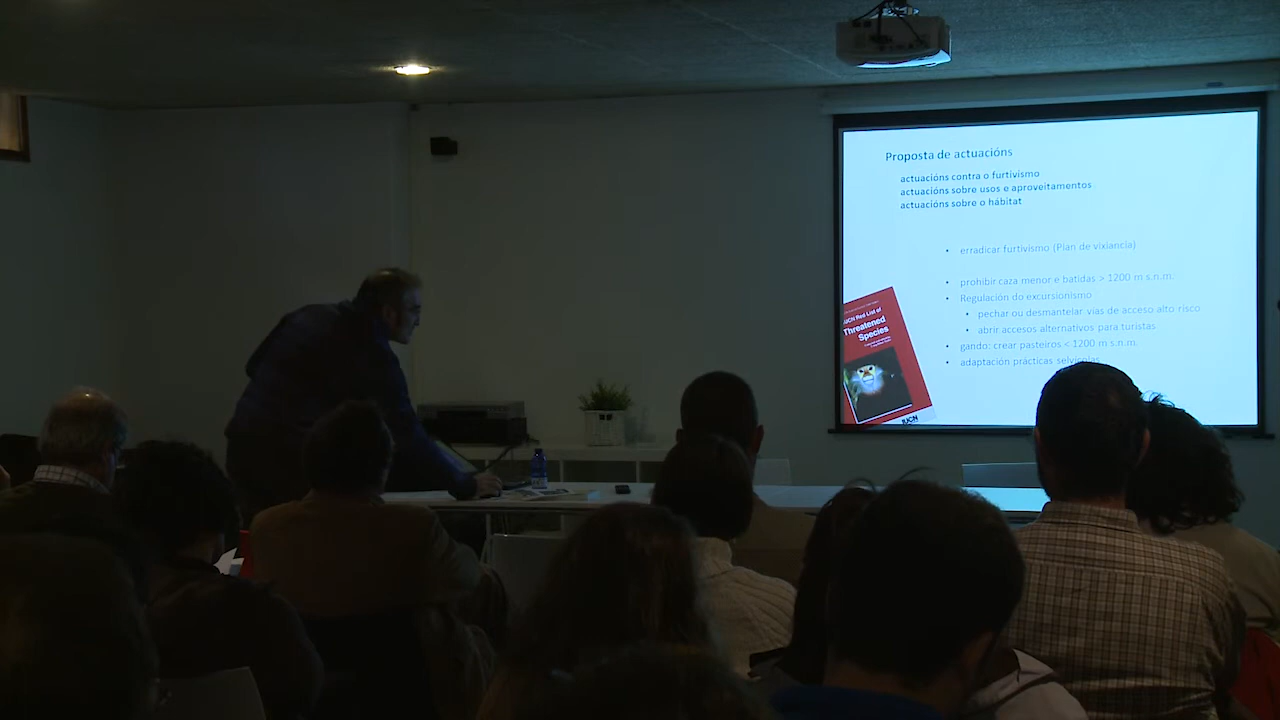 Proposta de actuacións
actuacións contra o furtivismo
actuacións sobre usos e aproveitamentos
actuacións sobre o hábitat
• erradicar furtivismo (Plan de vixiancia)
• prohibir caza menor e batidas > 1200 m s.n.m.
• Regulación do excursionismo
• pechar ou desmantelar vías de acceso alto risco
• abrir accesos alternativos para turistas
• gando: crear pasteiros < 1200 m s.n.m.
• adaptación prácticas selvícolas
IUCN Red List of
Threatened
Species
IUCN